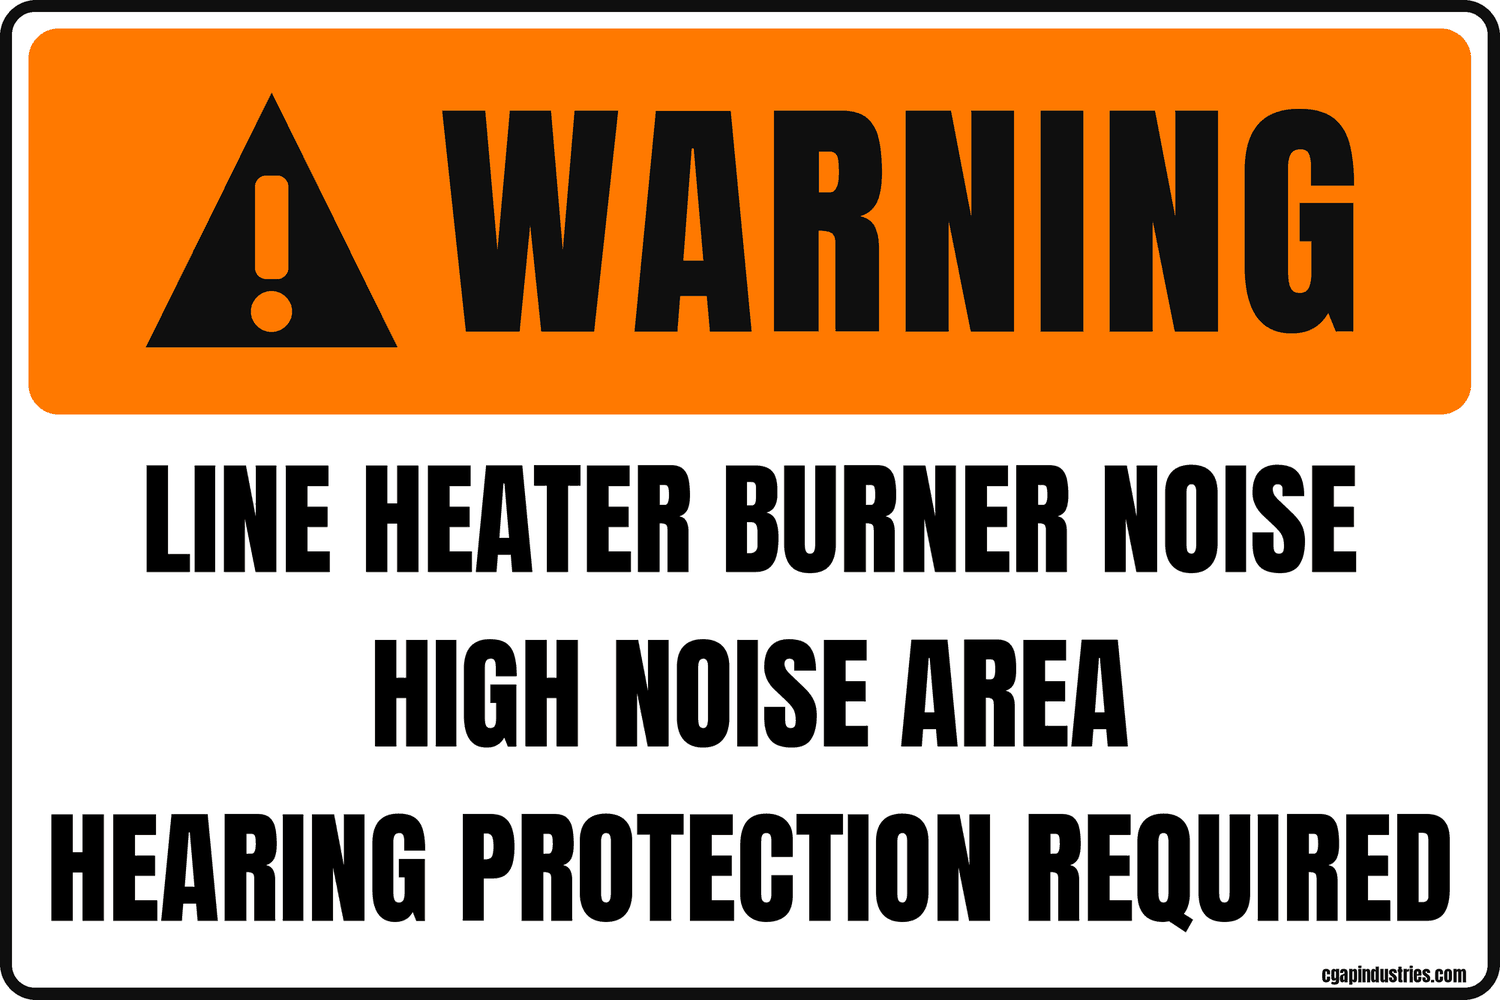 WARNING
LINE HEATER BURNER NOISE
HIGH NOISE AREA
HEARING PROTECTION REQUIRED
cgapindustries.com